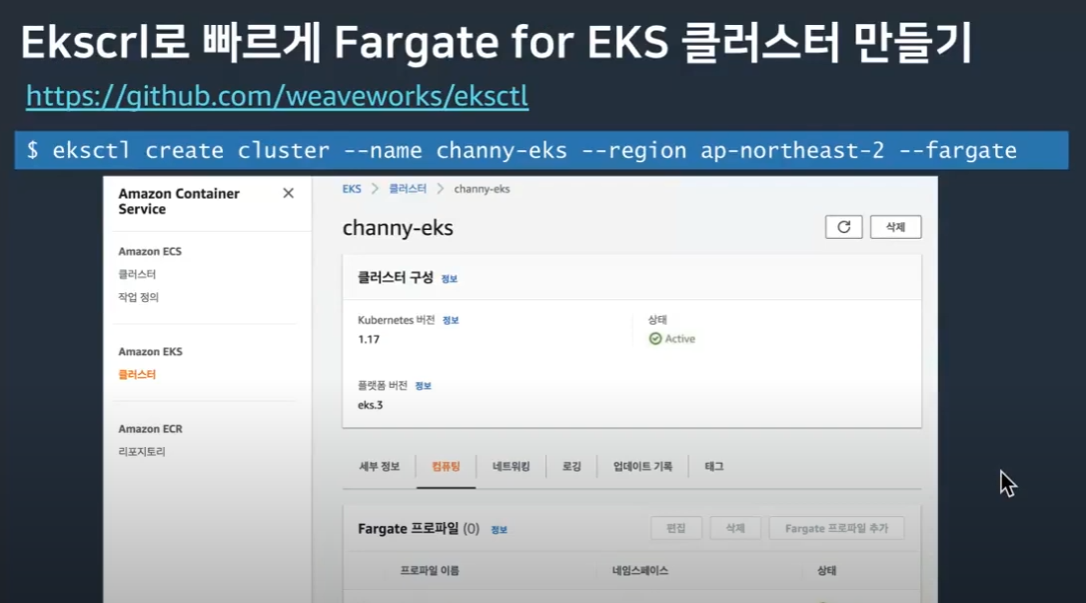 Ekscrl로 빠르게 Fargate for EKS 클러스터 만들기
https://github.com/weaveworks/eksctl
$ eksctl create cluster --name channy-eks --region ap-northeast-2 --fargate
Amazon Container
Service
Amazon ECS
클러스터
작업 정의
Amazon EKS
클러스터
Amazon ECR
리포지토리
EKS > 클러스터 > channy-eks
channy-eks
삭제
클러스터 구성 정보
Kubernetes 버전 정보
상태
1.17
Active
플랫폼 버전 정보
eks.3
세부 정보 컴퓨팅 네트워킹 로깅 업데이트 기록 태그
Fargate 프로파일 (0) 정보 편집 삭제 Fargate 프로파일 추가
프로파일 이름 네임스페이스 상태